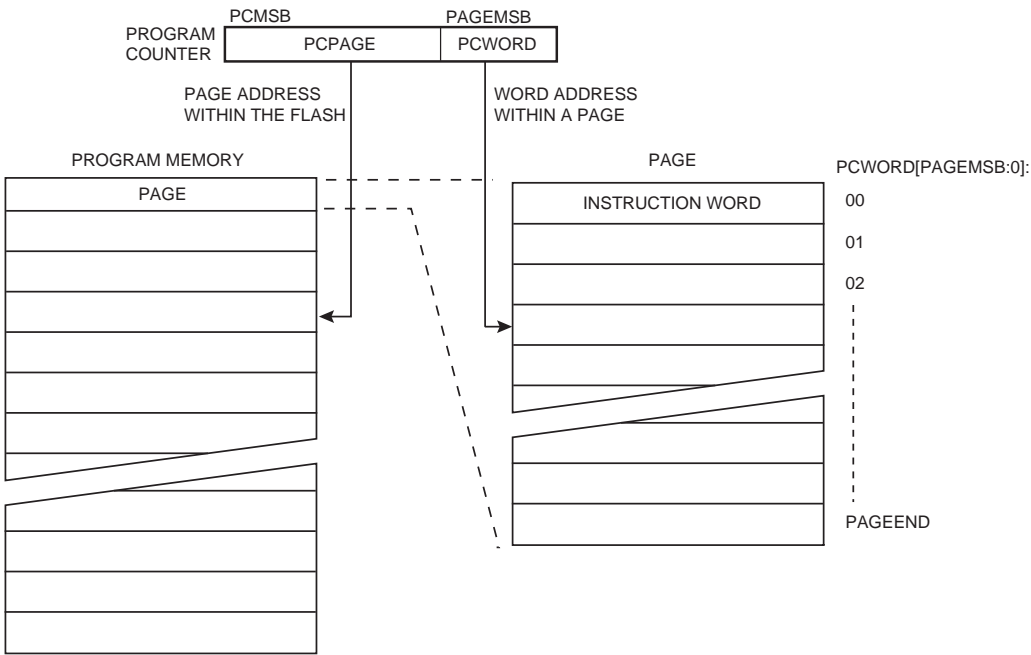 PCMSB
PAGEMSB
PROGRAM
COUNTER
PCPAGE
PCWORD
PAGE ADDRESS
WITHIN THE FLASH
WORD ADDRESS
WITHIN A PAGE
PROGRAM MEMORY
PAGE
PAGE
INSTRUCTION WORD
PCWORD[PAGEMSB:0]:
00
01
02
PAGEEND